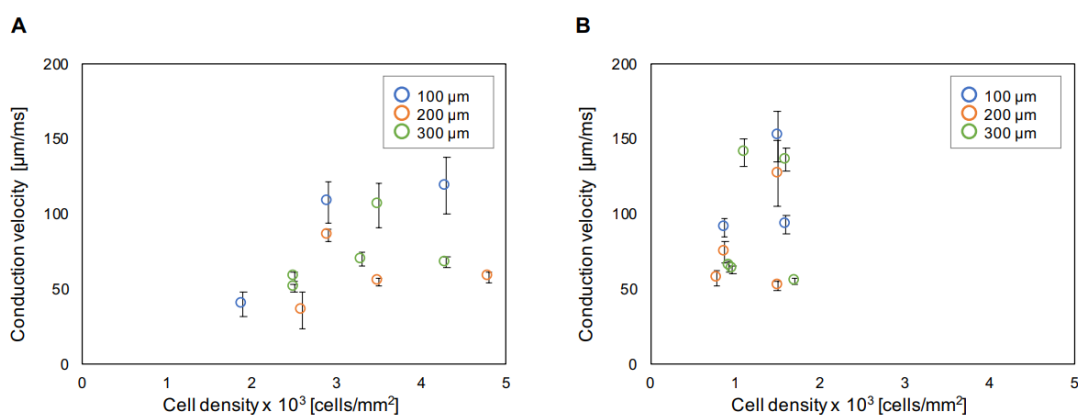 A
B
200
150
100
50
0
Conduction velocity [µm/ms]
100 µm
200 µm
300 µm
0 2 3 4 5
Cell density x 10³ [cells/mm²]
200
150
100
50
0
Conduction velocity [µm/ms]
100 µm
200 µm
300 µm
0 1 2 3 4 5
Cell density x 10³ [cells/mm²]